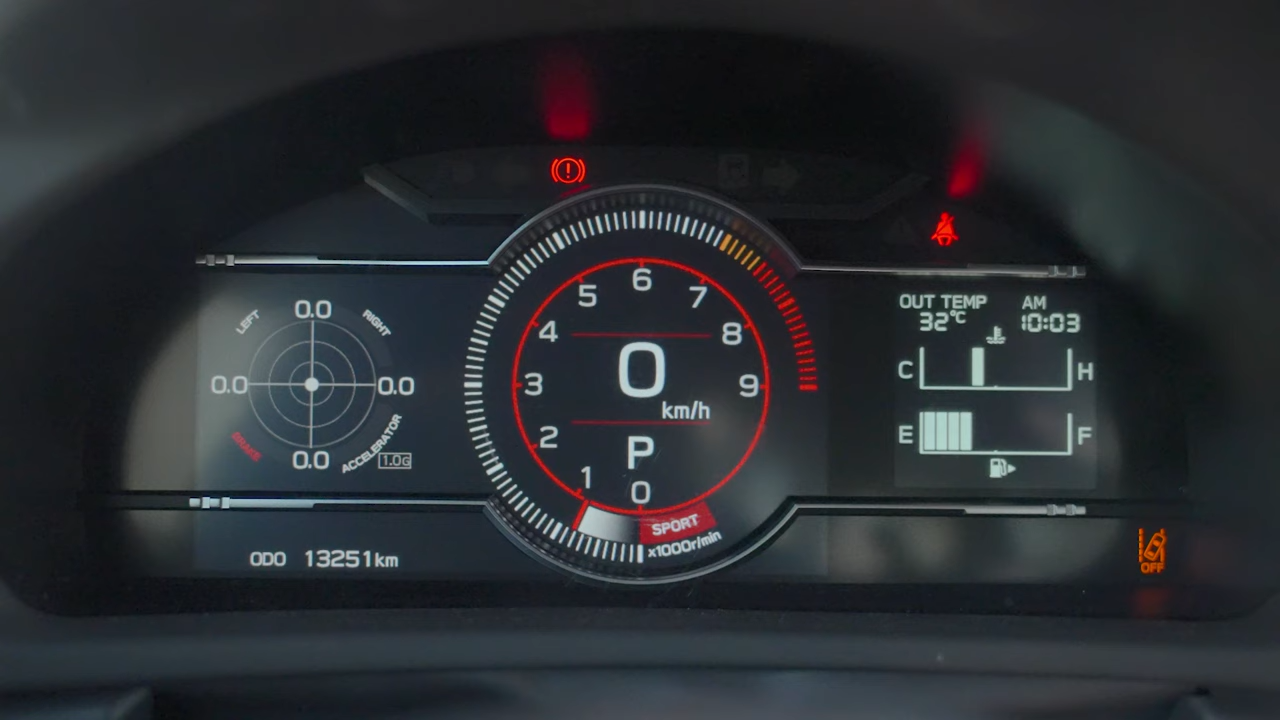 0.0
LEFT
RIGHT
0.0
0.0
BRAKE
ACCELERATOR
0.0
1.0G
ODO 13251km
6
5
7
4
8
3
9
2
1
0
0
km/h
P
SPORT
x1000r/min
OUT TEMP
32°C
AM
10:03
C H
E F
OFF